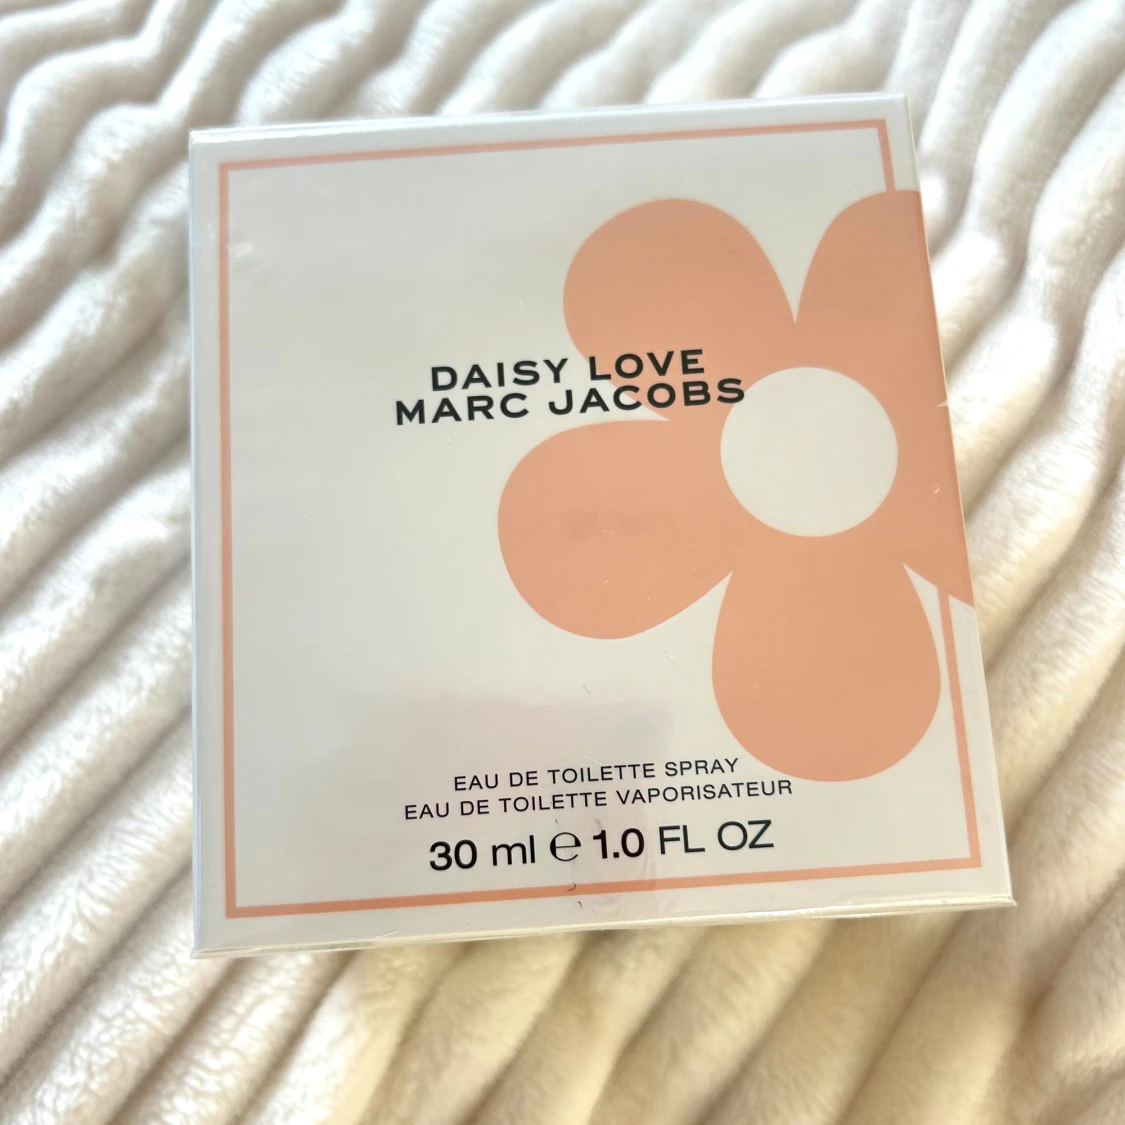 DAISY LOVE
MARC JACOBS
EAU DE TOILETTE SPRAY
EAU DE TOILETTE VAPORISATEUR
30 ml ℮ 1.0 FL OZ